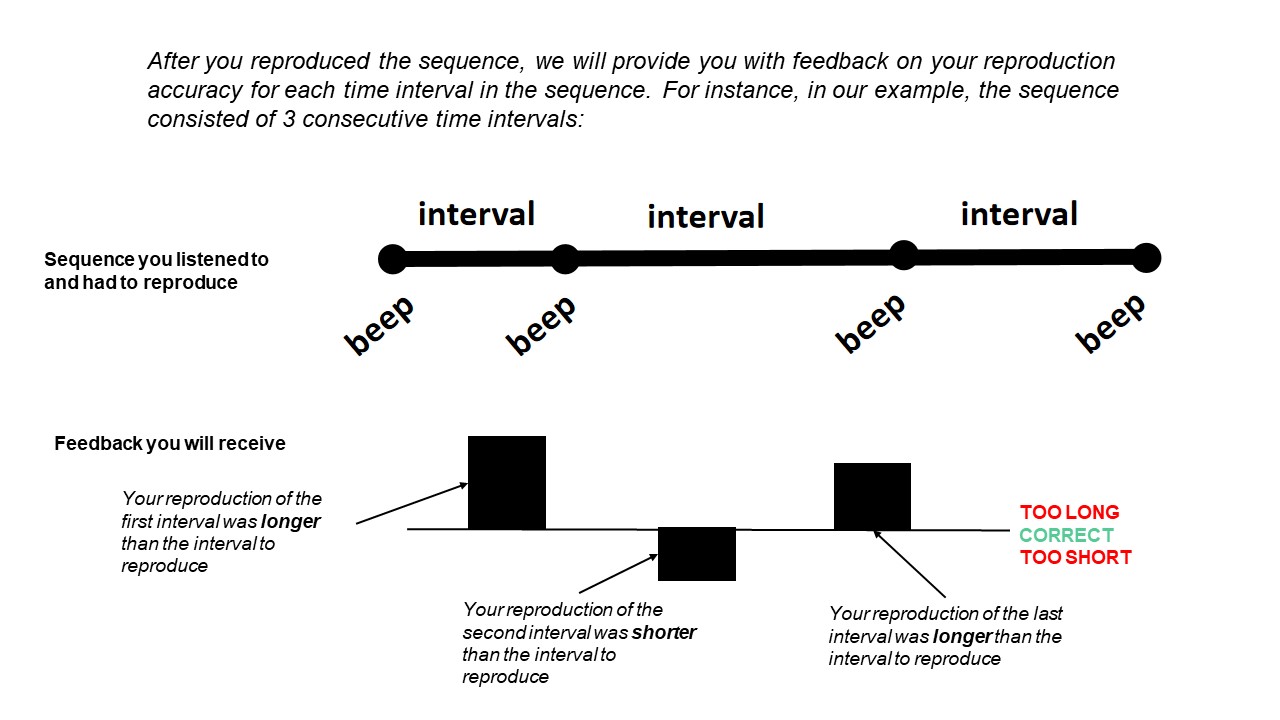 After you reproduced the sequence, we will provide you with feedback on your reproduction
accuracy for each time interval in the sequence. For instance, in our example, the sequence
consisted of 3 consecutive time intervals:
interval
interval
interval
Sequence you listened to
and had to reproduce
beep
beep
beep
beep
Feedback you will receive
Your reproduction of the
first interval was longer
than the interval to
reproduce
TOO LONG
CORRECT
TOO SHORT
Your reproduction of the
second interval was shorter
than the interval to
reproduce
Your reproduction of the last
interval was longer than the
interval to reproduce